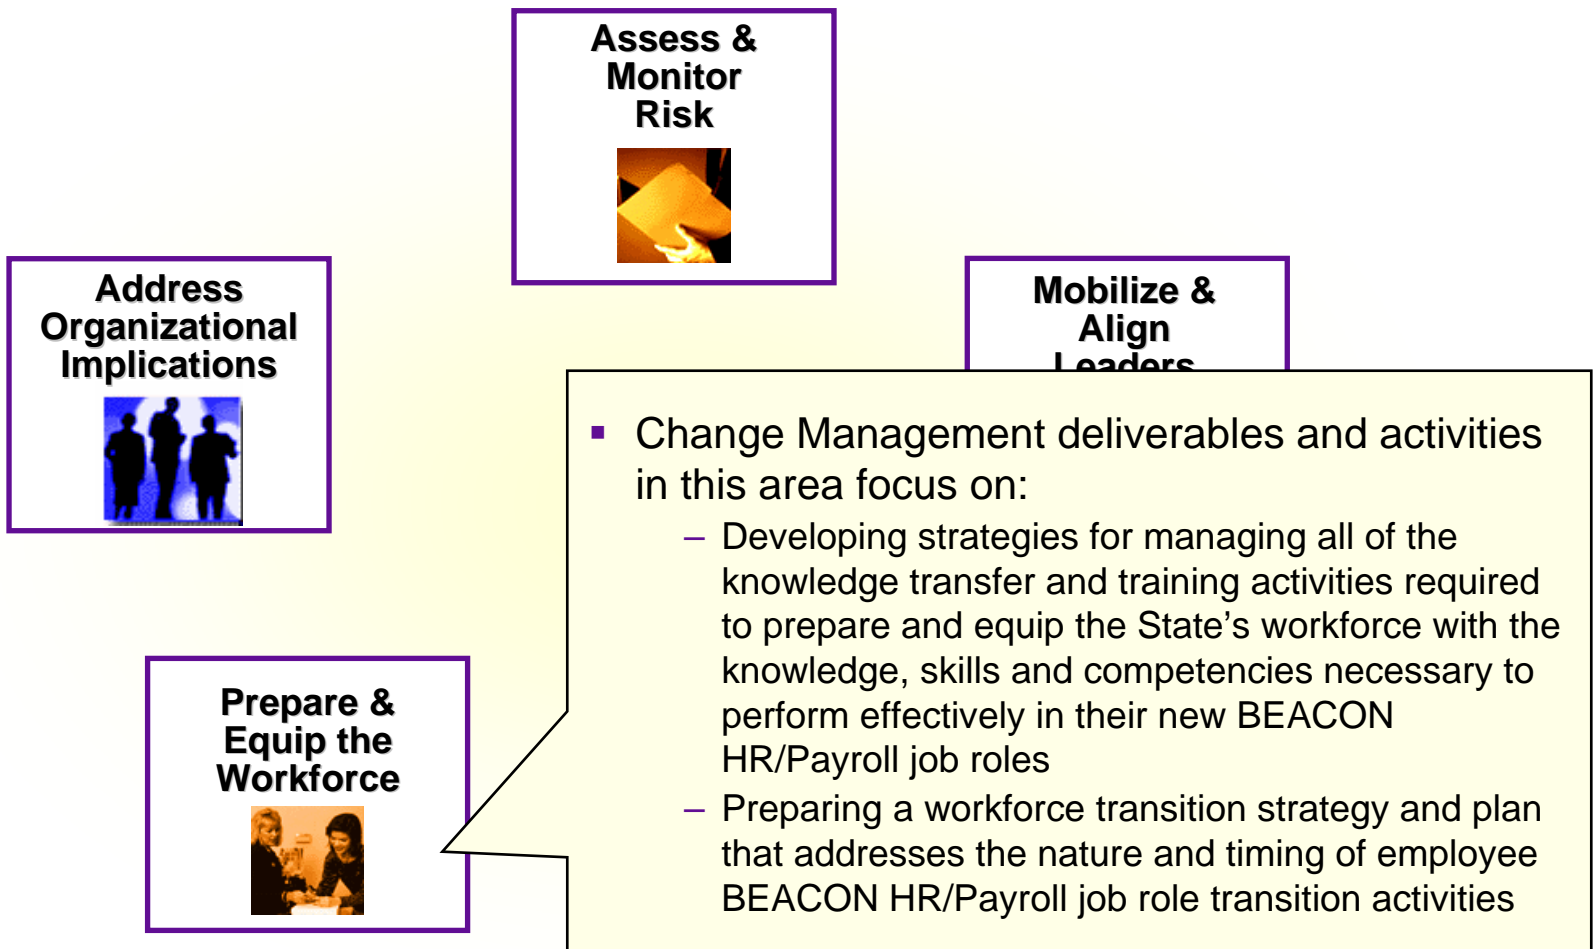 Assess &
Monitor
Risk
Address
Organizational
Implications
Mobilize &
Align
Leaders
Prepare &
Equip the
Workforce
▪ Change Management deliverables and activities
in this area focus on:
– Developing strategies for managing all of the
knowledge transfer and training activities required
to prepare and equip the State’s workforce with the
knowledge, skills and competencies necessary to
perform effectively in their new BEACON
HR/Payroll job roles
– Preparing a workforce transition strategy and plan
that addresses the nature and timing of employee
BEACON HR/Payroll job role transition activities